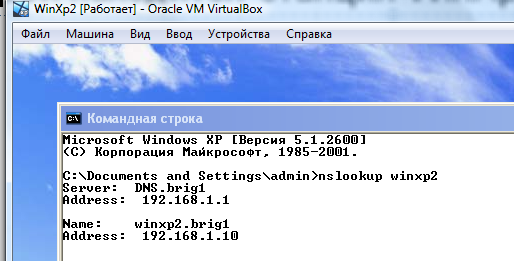 WinXp2 [Работает] - Oracle VM VirtualBox
Файл Машина Вид Ввод Устройства Справка
Командная строка
Microsoft Windows XP [Версия 5.1.2600]
(С) Корпорация Майкрософт, 1985-2001.
C:\Documents and Settings\admin>nslookup winxp2
Server: DNS.brig1
Address: 192.168.1.1
Name: winxp2.brig1
Address: 192.168.1.10